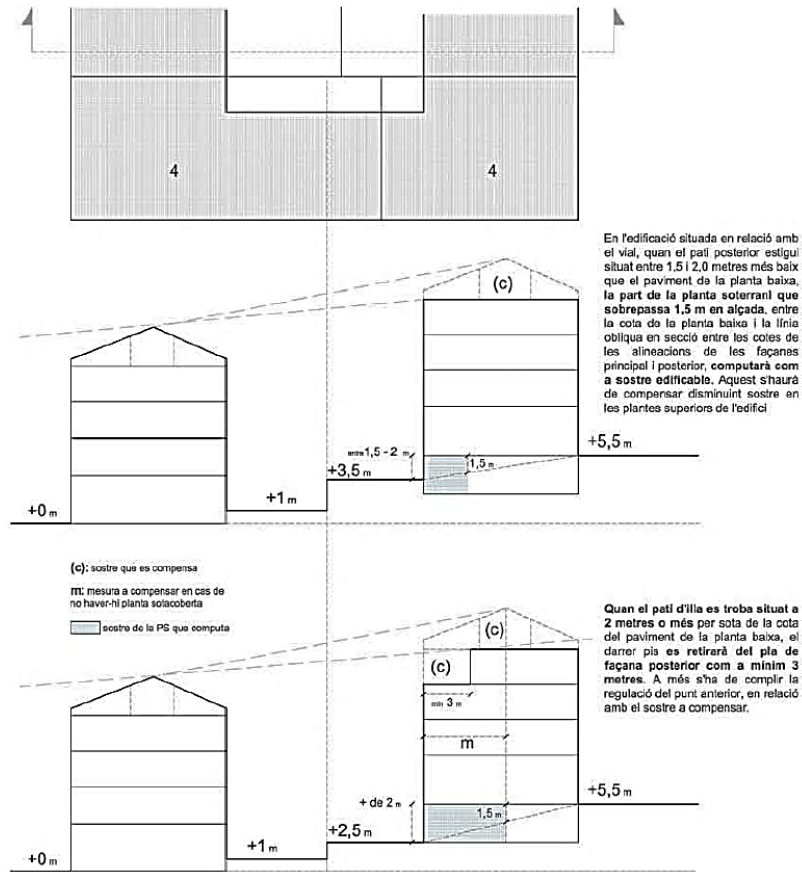 4
4
En l'edificació situada en relació amb
el vial, quan el pati posterior estigui
situat entre 1,5 i 2,0 metres més baix
que el paviment de la planta baixa,
la part de la planta soterrani que
sobrepassa 1,5 m en alçada, entre
la cota de la planta baixa i la línia
obliqua en secció entre les cotes de
les alineacions de les façanes
principal i posterior, computarà com
a sostre edificable. Aquest s'haurà
de compensar disminuint sostre en
les plantes superiors de l'edifici
(c)
entre 1,5 - 2 m
1,5 m
+5,5 m
+3,5 m
+1 m
+0 m
(c): sostre que es compensa
m: mesura a compensar en cas de
no haver-hi planta sotacoberta
sostre de la PS que computa
Quan el pati d'illa es troba situat a
2 metres o més per sota de la cota
del paviment de la planta baixa, el
darrer pis es retirarà del pla de
façana posterior com a mínim 3
metres. A més s'ha de complir la
regulació del punt anterior, en relació
amb el sostre a compensar.
(c)
(c)
min 3 m
m
+ de 2 m
1,5 m
+5,5 m
+2,5 m
+1 m
+0 m